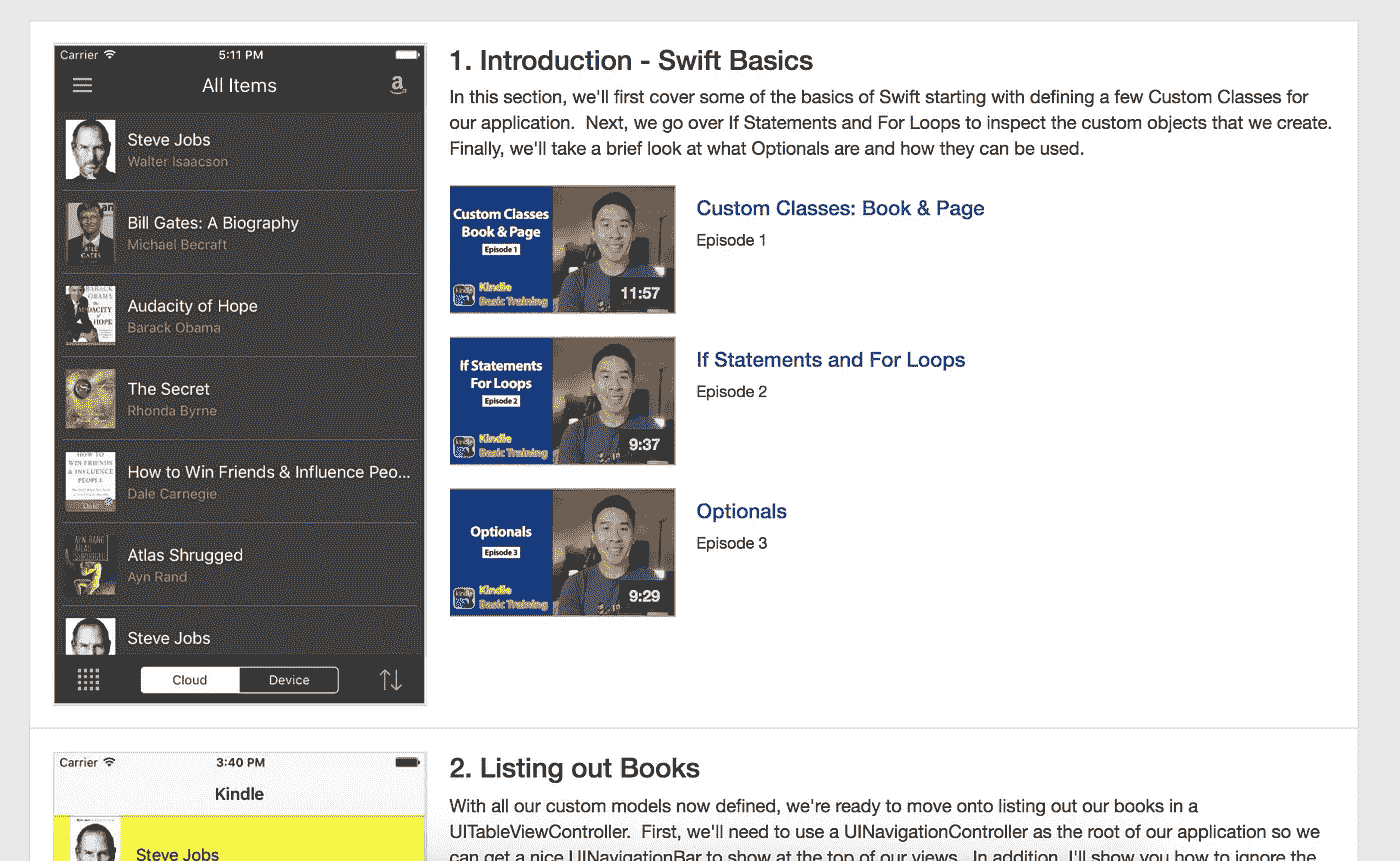 Carrier 5:11 PM
All Items
Steve Jobs
Walter Isaacson
Bill Gates: A Biography
Michael Becraft
Audacity of Hope
Barack Obama
The Secret
Rhonda Byrne
How to Win Friends & Influence Peo...
Dale Carnegie
Atlas Shrugged
Ayn Rand
Steve Jobs
Cloud Device
1. Introduction - Swift Basics
In this section, we'll first cover some of the basics of Swift starting with defining a few Custom Classes for
our application. Next, we go over If Statements and For Loops to inspect the custom objects that we create.
Finally, we'll take a brief look at what Optionals are and how they can be used.
Custom Classes
Book & Page
Episode 1
Kindle
Basic Training
11:57
Custom Classes: Book & Page
Episode 1
If Statements
For Loops
Episode 2
Kindle
Basic Training
9:37
If Statements and For Loops
Episode 2
Optionals
Episode 3
Kindle
Basic Training
9:29
Optionals
Episode 3
Carrier 3:40 PM
Kindle
Steve Jobs
2. Listing out Books
With all our custom models now defined, we're ready to move onto listing out our books in a
UITableViewController. First, we'll need to use a UINavigationController as the root of our application so we
can get a nice UINavigationBar to show at the top of our views. In addition, I'll show you how to ignore the